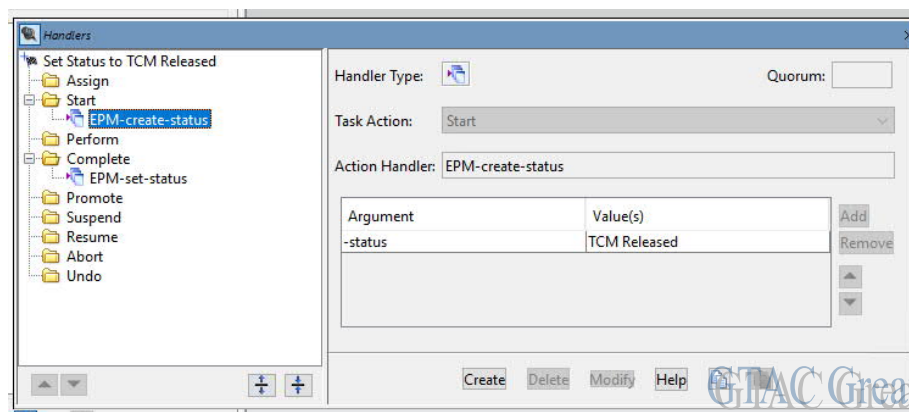 Handlers
Set Status to TCM Released
Assign
Start
EPM-create-status
Perform
Complete
EPM-set-status
Promote
Suspend
Resume
Abort
Undo
Handler Type:
Quorum:
Task Action:
Start
Action Handler:
EPM-create-status
Argument
Value(s)
-status
TCM Released
Add
Remove
Create
Delete
Modify
Help
GTAC Grea